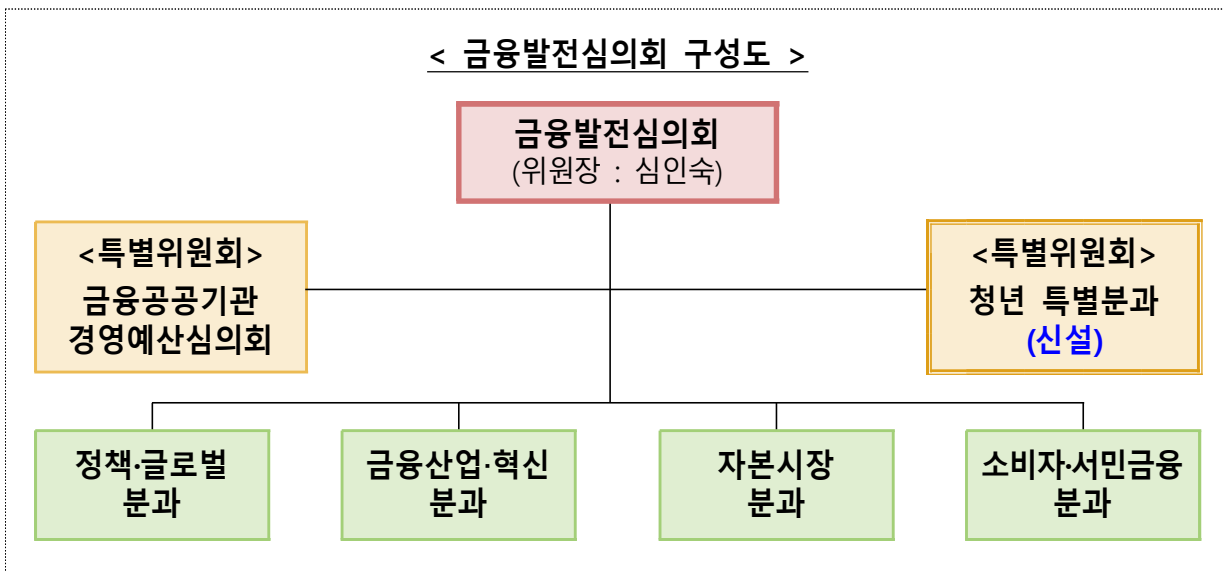 < 금융발전심의회 구성도 >
금융발전심의회
(위원장 : 심인숙)
<특별위원회>
금융공공기관
경영예산심의회
<특별위원회>
청년 특별분과
(신설)
정책·글로벌
분과
금융산업·혁신
분과
자본시장
분과
소비자·서민금융
분과